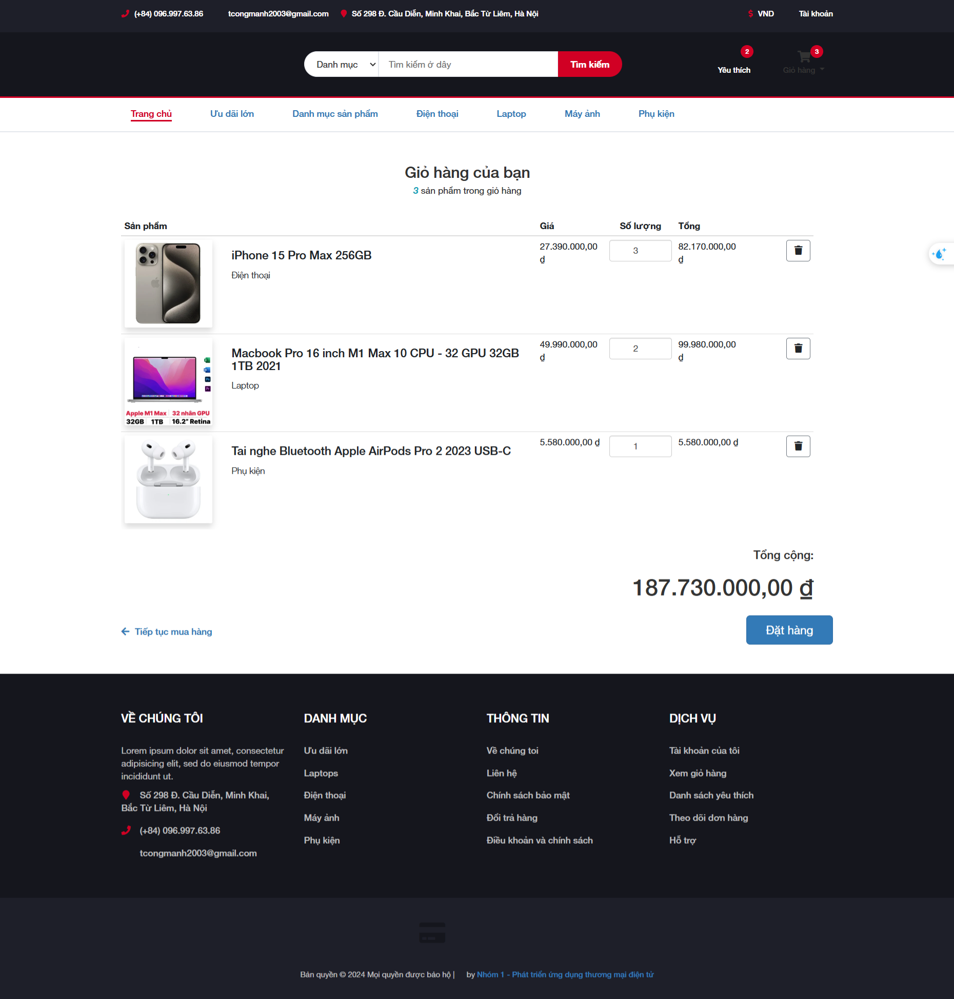 (+84) 096.997.63.86 tcongmanh2003@gmail.com Số 298 Đ. Cầu Diễn, Minh Khai, Bắc Từ Liêm, Hà Nội $ VND Tài khoản
Danh mục Tìm kiếm ở dây Tìm kiếm
2
Yêu thích
3
Giỏ hàng
Trang chủ Ưu dãi lớn Danh mục sản phẩm Điện thoại Laptop Máy ảnh Phụ kiện
Giỏ hàng của bạn
3 sản phẩm trong giỏ hàng
Sản phẩm Giá Số lượng Tổng
iPhone 15 Pro Max 256GB
Điện thoại
27.390.000,00
₫
3
82.170.000,00
₫
Apple M1 Max 32 nhân GPU
32GB 1TB 16.2” Retina
Macbook Pro 16 inch M1 Max 10 CPU - 32 GPU 32GB
1TB 2021
Laptop
49.990.000,00
₫
2
99.980.000,00
₫
Tai nghe Bluetooth Apple AirPods Pro 2 2023 USB-C
Phụ kiện
5.580.000,00 ₫
1
5.580.000,00 ₫
Tổng cộng:
187.730.000,00 ₫
Tiếp tục mua hàng
Đặt hàng
VỀ CHÚNG TÔI
Lorem ipsum dolor sit amet, consectetur
adipisicing elit, sed do eiusmod tempor
incididunt ut.
Số 298 Đ. Cầu Diễn, Minh Khai,
Bắc Từ Liêm, Hà Nội
(+84) 096.997.63.86
tcongmanh2003@gmail.com
DANH MỤC
Ưu dãi lớn
Laptops
Điện thoại
Máy ảnh
Phụ kiện
THÔNG TIN
Về chúng toi
Liên hệ
Chính sách bảo mật
Đổi trả hàng
Điều khoản và chính sách
DỊCH VỤ
Tài khoản của tôi
Xem giỏ hàng
Danh sách yêu thích
Theo dõi dơn hàng
Hỗ trợ
Bản quyền © 2024 Mọi quyền được bảo hộ | by Nhóm 1 - Phát triển ứng dụng thương mại điện tử